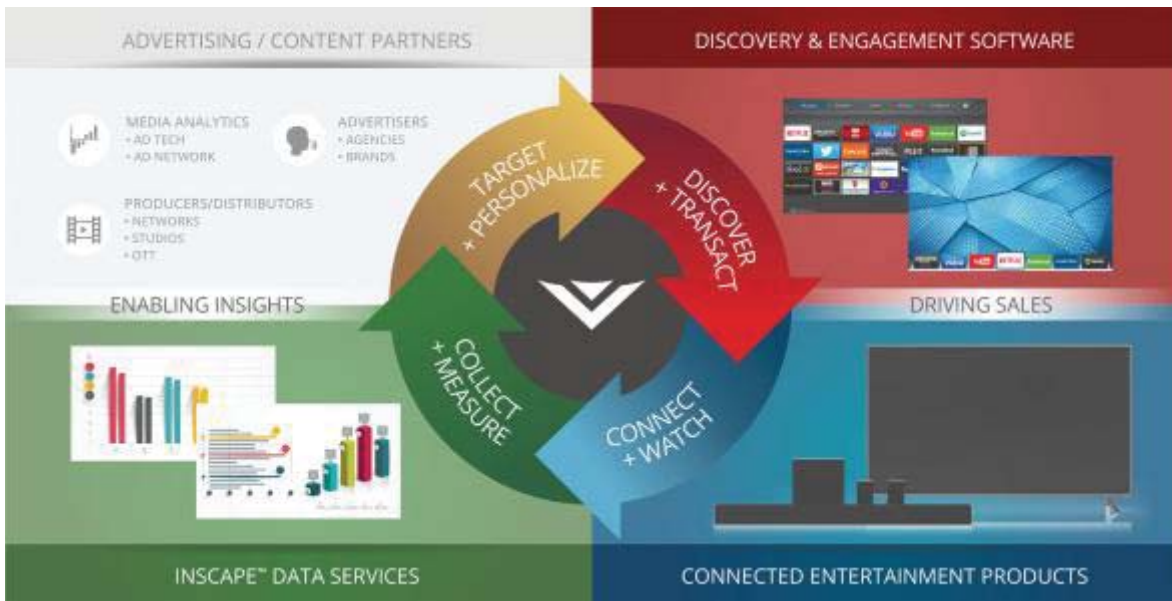 ADVERTISING / CONTENT PARTNERS
DISCOVERY & ENGAGEMENT SOFTWARE
MEDIA ANALYTICS
• AD TECH
• AD NETWORK
ADVERTISERS
• AGENCIES
• BRANDS
PRODUCERS/DISTRIBUTORS
• NETWORKS
• STUDIOS
• OTT
TARGET
+ PERSONALIZE
DISCOVER
+ TRANSACT
NETFLIX
NETFLIX
ENABLING INSIGHTS
DRIVING SALES
COLLECT
+ MEASURE
CONNECT
+ WATCH
INSCAPE™ DATA SERVICES
CONNECTED ENTERTAINMENT PRODUCTS